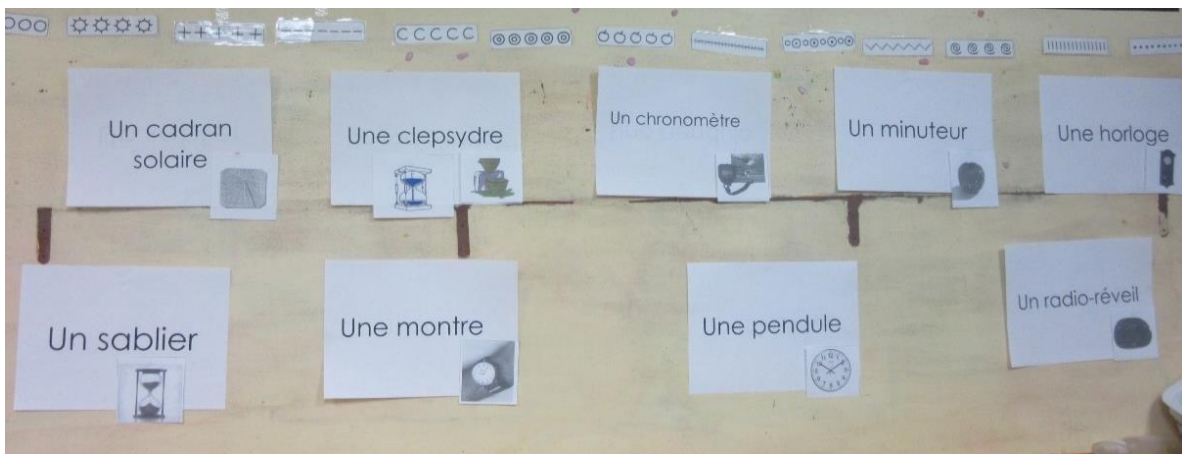 Un cadran
solaire
Une clepsydre
Un chronomètre
Un minuteur
Une horloge
Un sablier
Une montre
Une pendule
Un radio-réveil